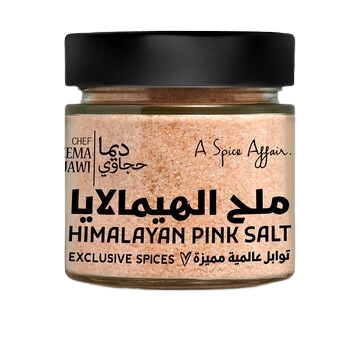 CHEF
ديما
حجاوي
A Spice Affair.
ملح الهيمالايا
HIMALAYAN PINK SALT
EXCLUSIVE SPICES توابل عالمية مميزة